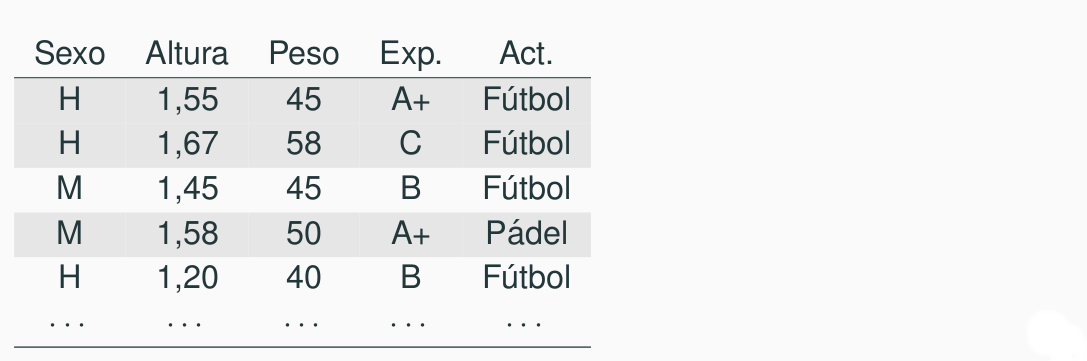 Sexo Altura Peso Exp. Act.
H 1,55 45 A+ Fútbol
H 1,67 58 C Fútbol
M 1,45 45 B Fútbol
M 1,58 50 A+ Pádel
H 1,20 40 B Fútbol
... ... ... ... ...